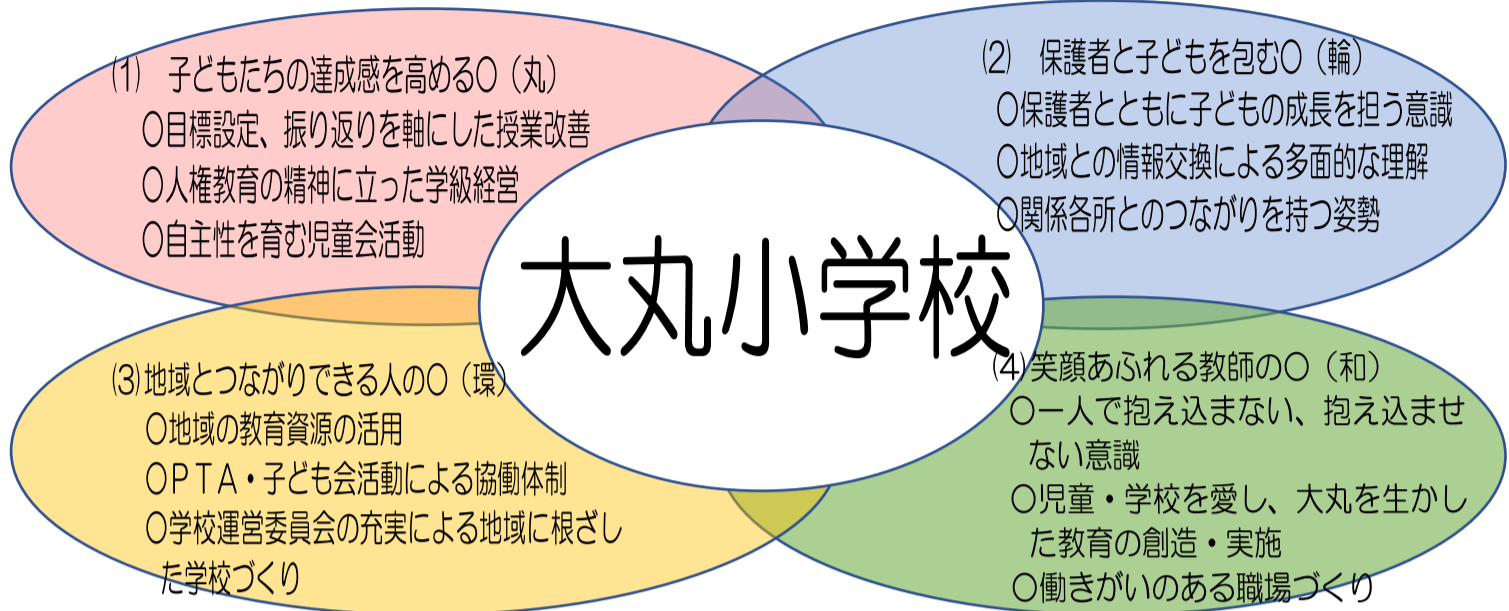 ⑴　子どもたちの達成感を高める〇（丸）
〇目標設定、振り返りを軸にした授業改善
〇人権教育の精神に立った学級経営
〇自主性を育む児童会活動
⑵　保護者と子どもを包む〇（輪）
〇保護者とともに子どもの成長を担う意識
〇地域との情報交換による多面的な理解
〇関係各所とのつながりを持つ姿勢
大丸小学校
⑶地域とつながりできる人の〇（環）
〇地域の教育資源の活用
〇ＰＴＡ・子ども会活動による協働体制
〇学校運営委員会の充実による地域に根ざし
た学校づくり
⑷笑顔あふれる教師の〇（和）
〇一人で抱え込まない、抱え込ませ
ない意識
〇児童・学校を愛し、大丸を生かし
た教育の創造・実施
〇働きがいのある職場づくり